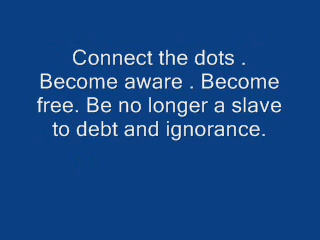 Connect the dots .
Become aware . Become
free. Be no longer a slave
to debt and ignorance.